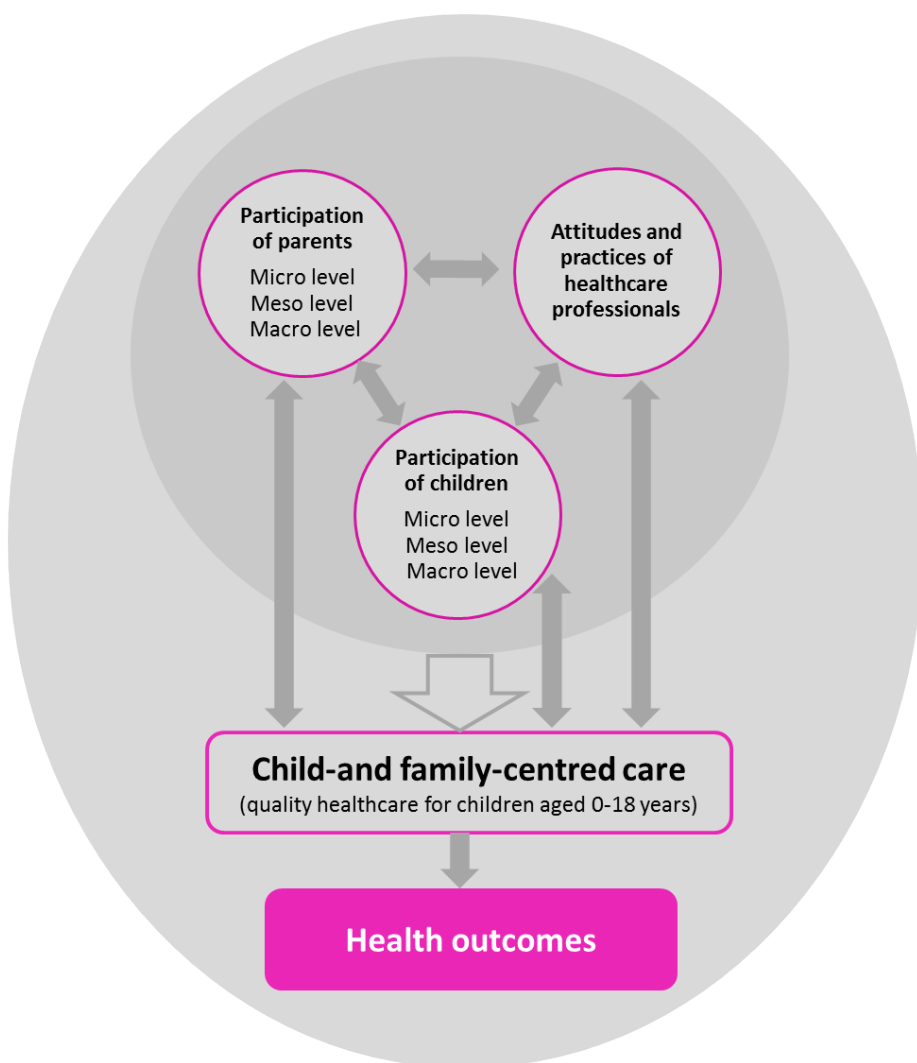 Participation
of parents
Micro level
Meso level
Macro level
Attitudes and
practices of
healthcare
professionals
Participation
of children
Micro level
Meso level
Macro level
Child-and family-centred care
(quality healthcare for children aged 0-18 years)
Health outcomes